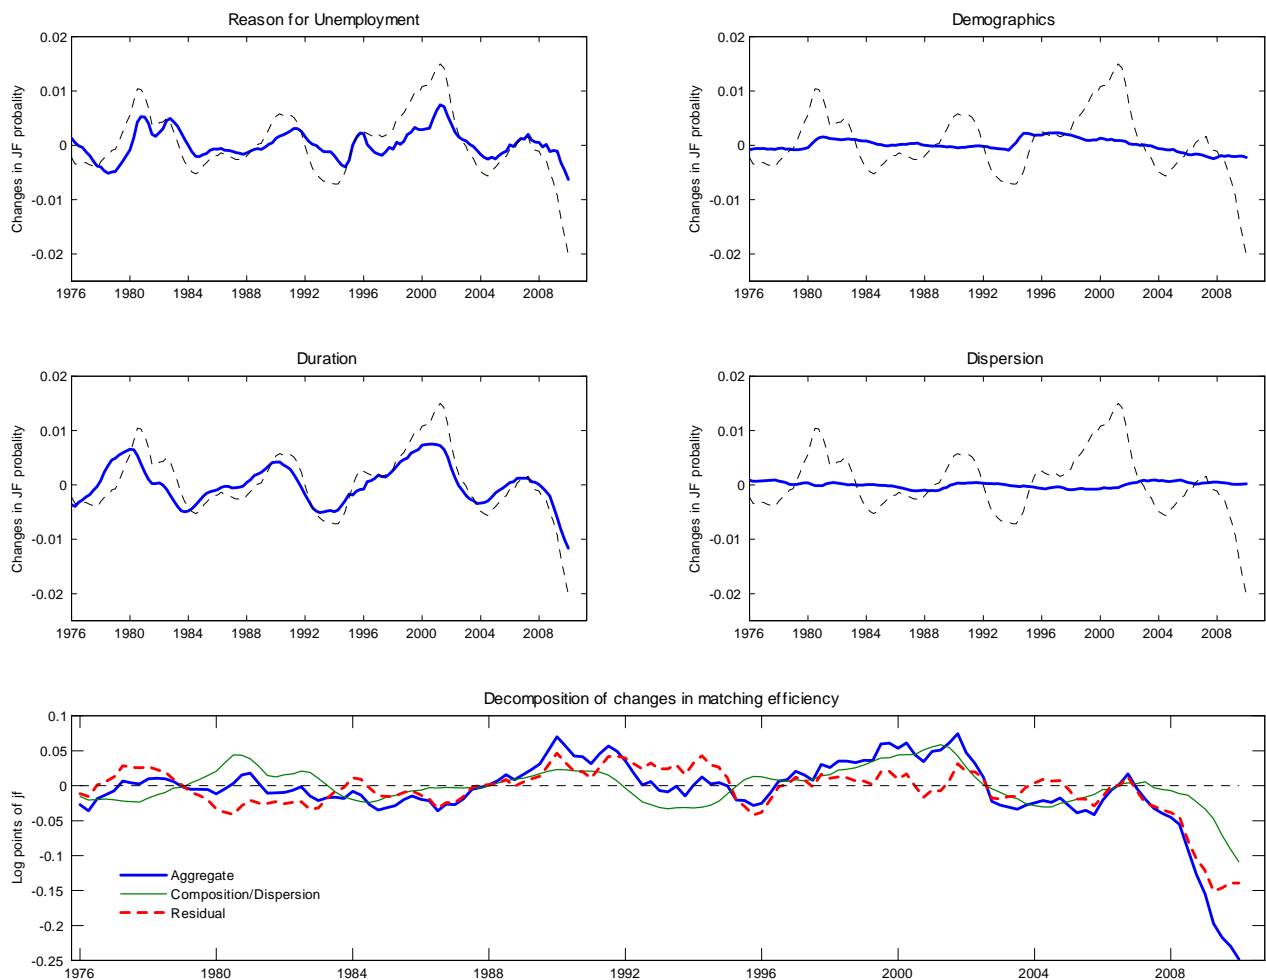 Reason for Unemployment
Demographics
0.02
0.01
0
-0.01
-0.02
Changes in JF probality
1976 1980 1984 1988 1992 1996 2000 2004 2008
0.02
0.01
0
-0.01
-0.02
Changes in JF probality
1976 1980 1984 1988 1992 1996 2000 2004 2008
Duration
Dispersion
0.02
0.01
0
-0.01
-0.02
Changes in JF probality
1976 1980 1984 1988 1992 1996 2000 2004 2008
0.02
0.01
0
-0.01
-0.02
Changes in JF probality
1976 1980 1984 1988 1992 1996 2000 2004 2008
Decomposition of changes in matching efficiency
0.1
0.05
0
-0.05
-0.1
-0.15
-0.2
-0.25
Log points of jf
Aggregate
Composition/Dispersion
Residual
1976 1980 1984 1988 1992 1996 2000 2004 2008